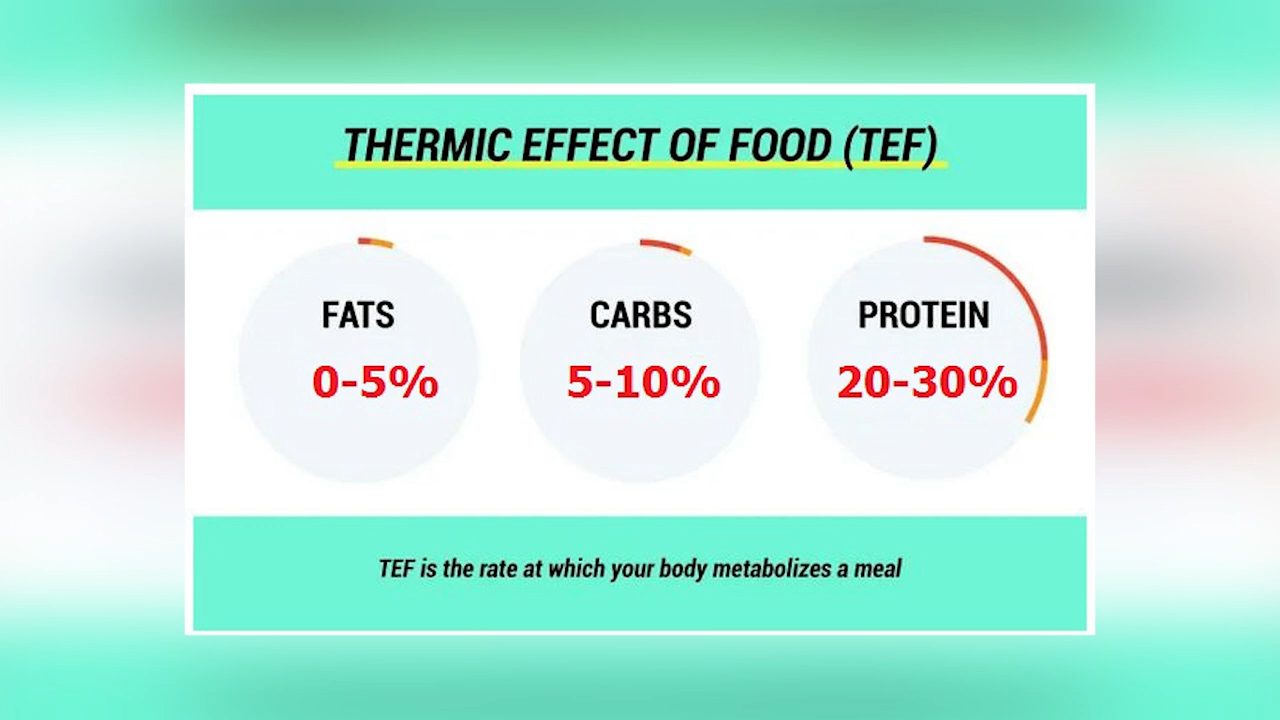 THERMIC EFFECT OF FOOD (TEF)
FATS
0-5%
CARBS
5-10%
PROTEIN
20-30%
TEF is the rate at which your body metabolizes a meal